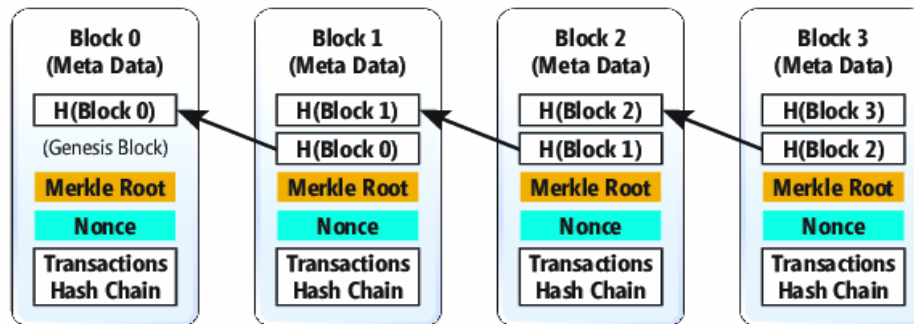 Block 0
(Meta Data)
H(Block 0)
(Genesis Block)
Merkle Root
Nonce
Transactions
Hash Chain
Block 1
(Meta Data)
H(Block 1)
H(Block 0)
Merkle Root
Nonce
Transactions
Hash Chain
Block 2
(Meta Data)
H(Block 2)
H(Block 1)
Merkle Root
Nonce
Transactions
Hash Chain
Block 3
(Meta Data)
H(Block 3)
H(Block 2)
Merkle Root
Nonce
Transactions
Hash Chain